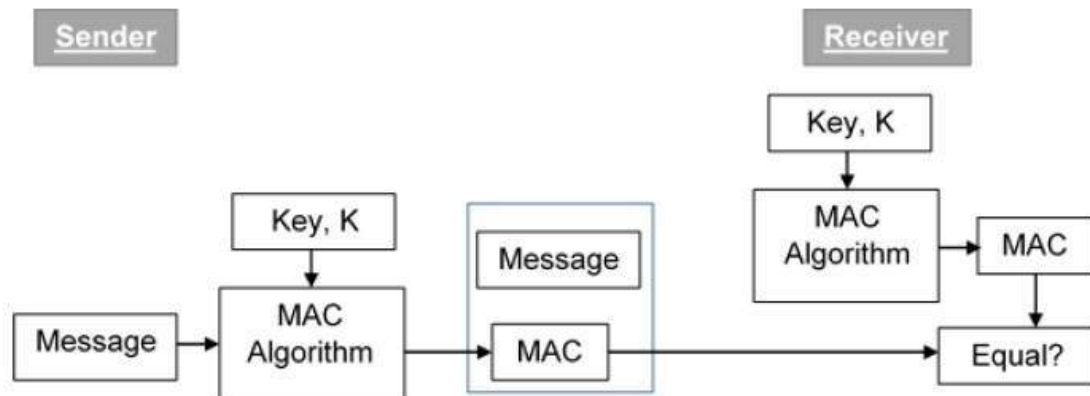 Sender
Receiver
Key, K
MAC
Algorithm
MAC
Key, K
Message
Message
MAC
Algorithm
MAC
Equal?